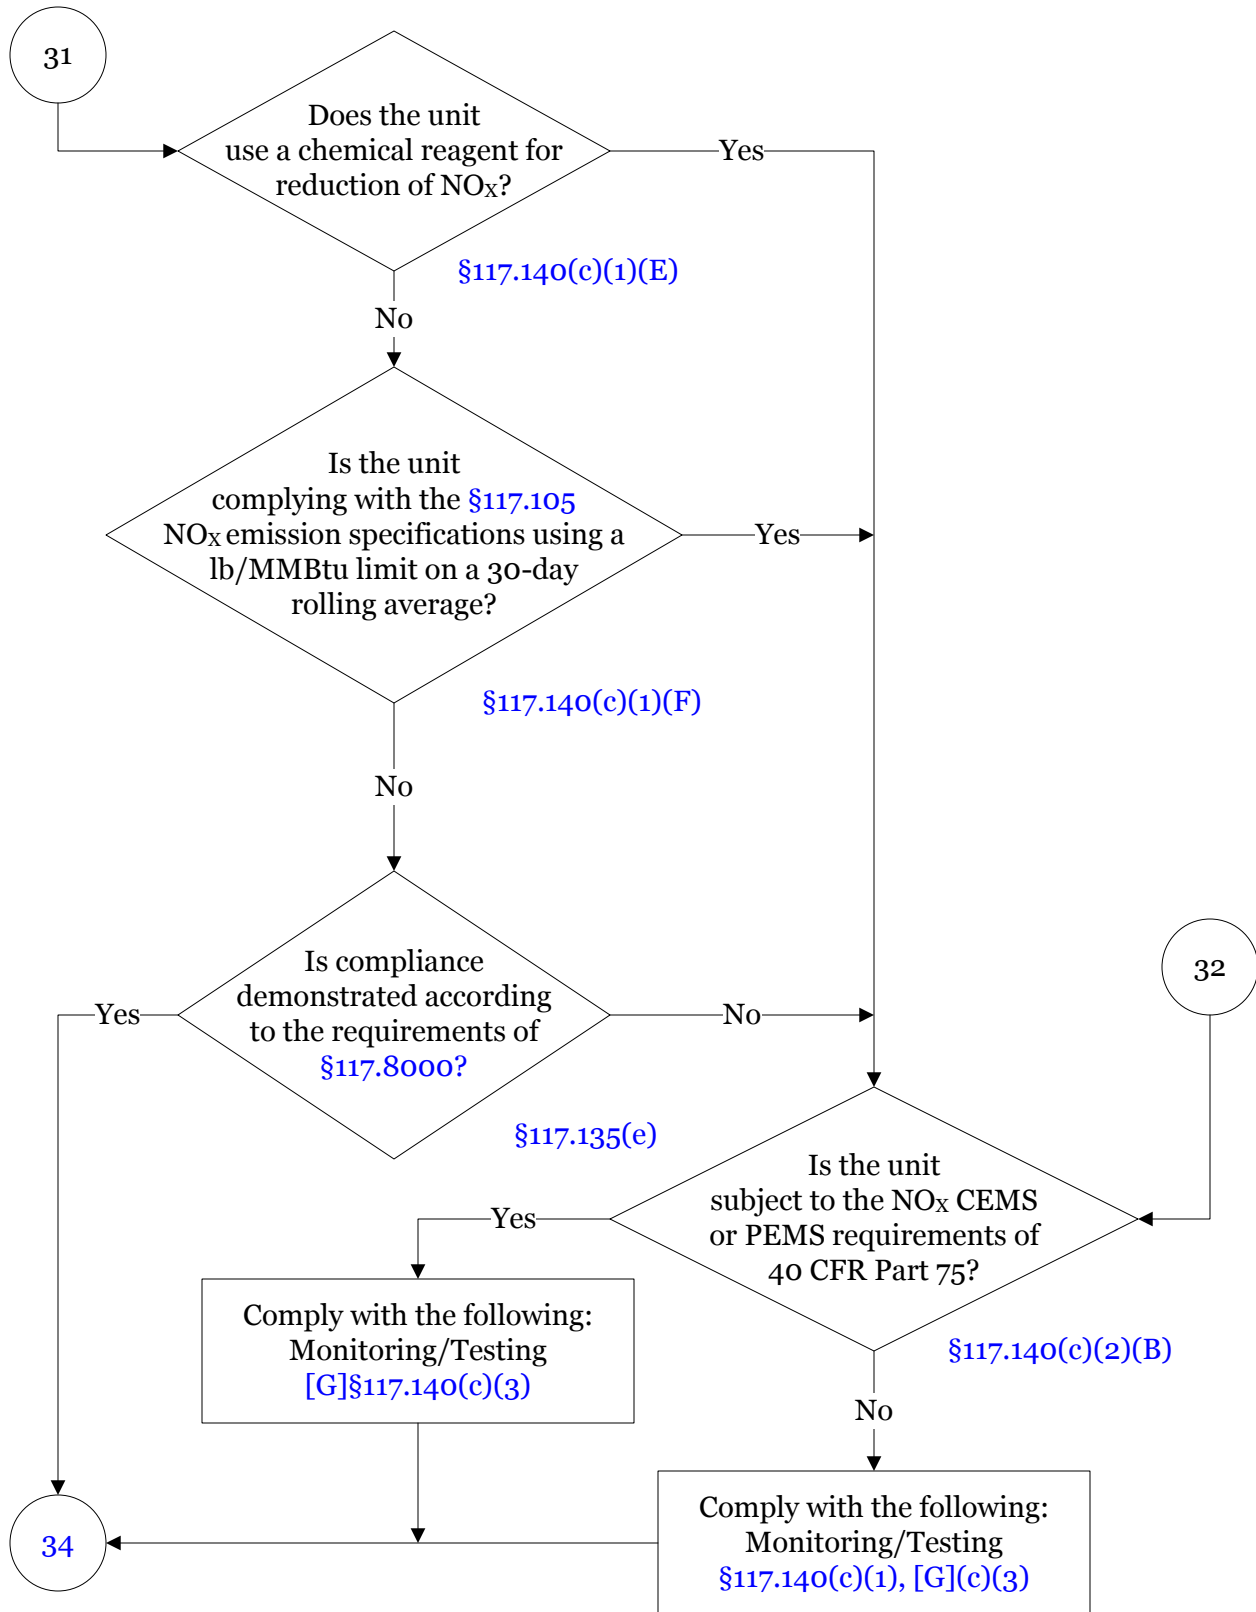 31
Does the unit
use a chemical reagent for
reduction of NOX?
Yes
§117.140(c)(1)(E)
No
Is the unit
complying with the §117.105
NOX emission specifications using a
lb/MMBtu limit on a 30-day
rolling average?
Yes
§117.140(c)(1)(F)
No
Is compliance
demonstrated according
to the requirements of
§117.8000?
Yes
No
32
§117.135(e)
Is the unit
subject to the NOX CEMS
or PEMS requirements of
40 CFR Part 75?
Yes
Comply with the following:
Monitoring/Testing
[G]§117.140(c)(3)
§117.140(c)(2)(B)
No
34
Comply with the following:
Monitoring/Testing
§117.140(c)(1), [G](c)(3)